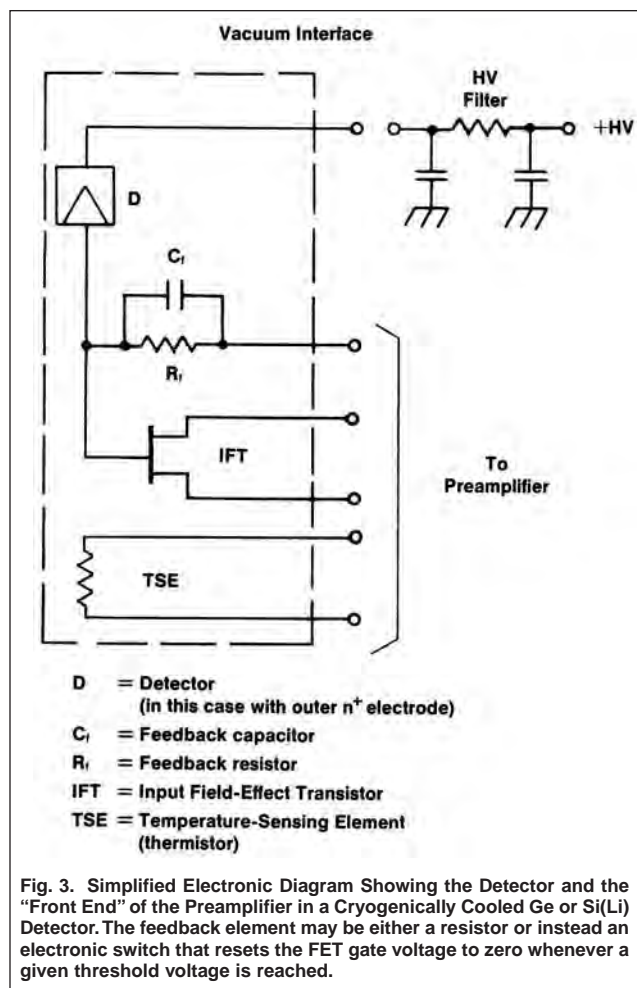 Vacuum Interface
HV
Filter
+HV
D
Cf
Rf
IFT
To
Preamplifier
TSE
D = Detector
(in this case with outer n+ electrode)
Cf = Feedback capacitor
Rf = Feedback resistor
IFT = Input Field-Effect Transistor
TSE = Temperature-Sensing Element
(thermistor)
Fig. 3. Simplified Electronic Diagram Showing the Detector and the
“Front End” of the Preamplifier in a Cryogenically Cooled Ge or Si(Li)
Detector. The feedback element may be either a resistor or instead an
electronic switch that resets the FET gate voltage to zero whenever a
given threshold voltage is reached.